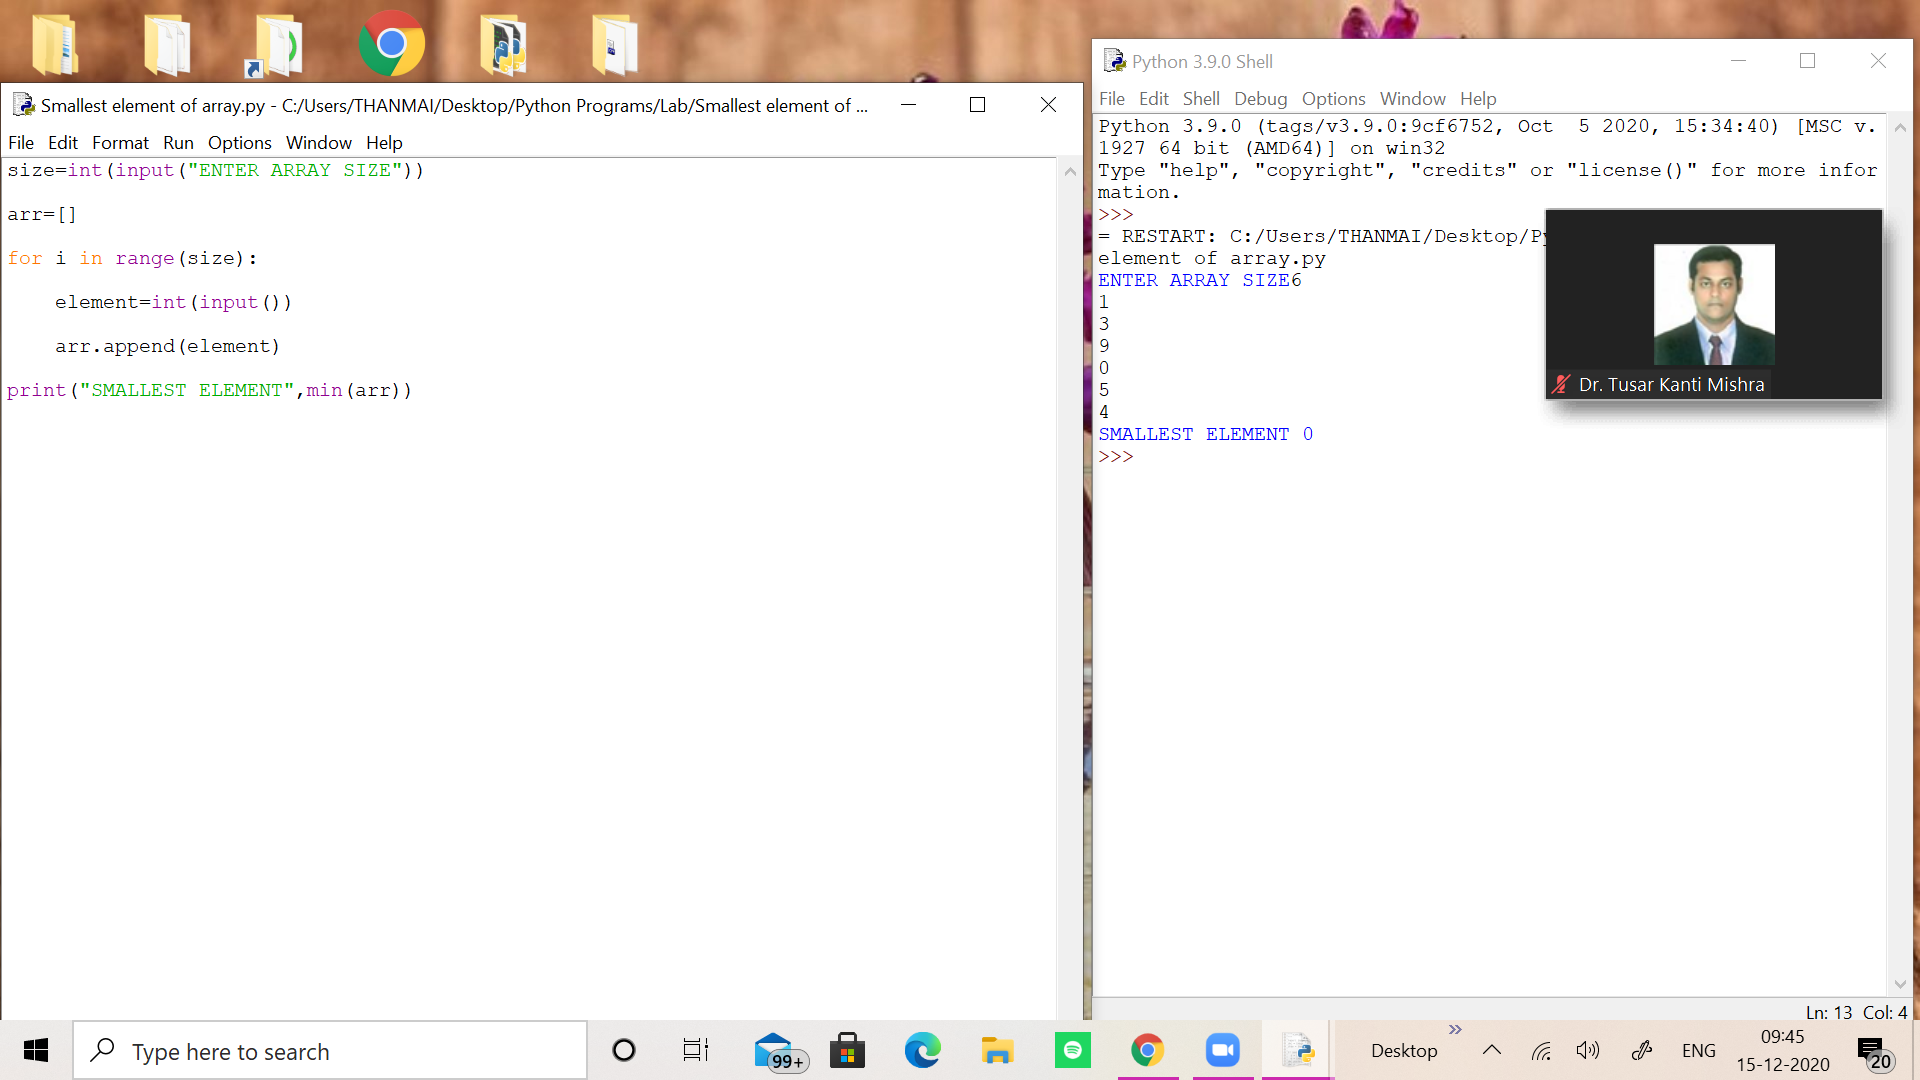 Smallest element of array.py - C:/Users/THANMAI/Desktop/Python Programs/Lab/Smallest element of ...
File Edit Format Run Options Window Help
size=int(input("ENTER ARRAY SIZE"))
arr=[]
for i in range(size):
element=int(input())
arr.append(element)
print("SMALLEST ELEMENT",min(arr))
Python 3.9.0 Shell
File Edit Shell Debug Options Window Help
Python 3.9.0 (tags/v3.9.0:9cf6752, Oct  5 2020, 15:34:40) [MSC v.
1927 64 bit (AMD64)] on win32
Type "help", "copyright", "credits" or "license()" for more infor
mation.
>>>
= RESTART: C:/Users/THANMAI/Desktop/Py
element of array.py
ENTER ARRAY SIZE6
1
3
9
0
5
4
SMALLEST ELEMENT 0
>>>
Dr. Tusar Kanti Mishra
Ln: 13 Col: 4
Type here to search
99+
Desktop
ENG
09:45
15-12-2020
20